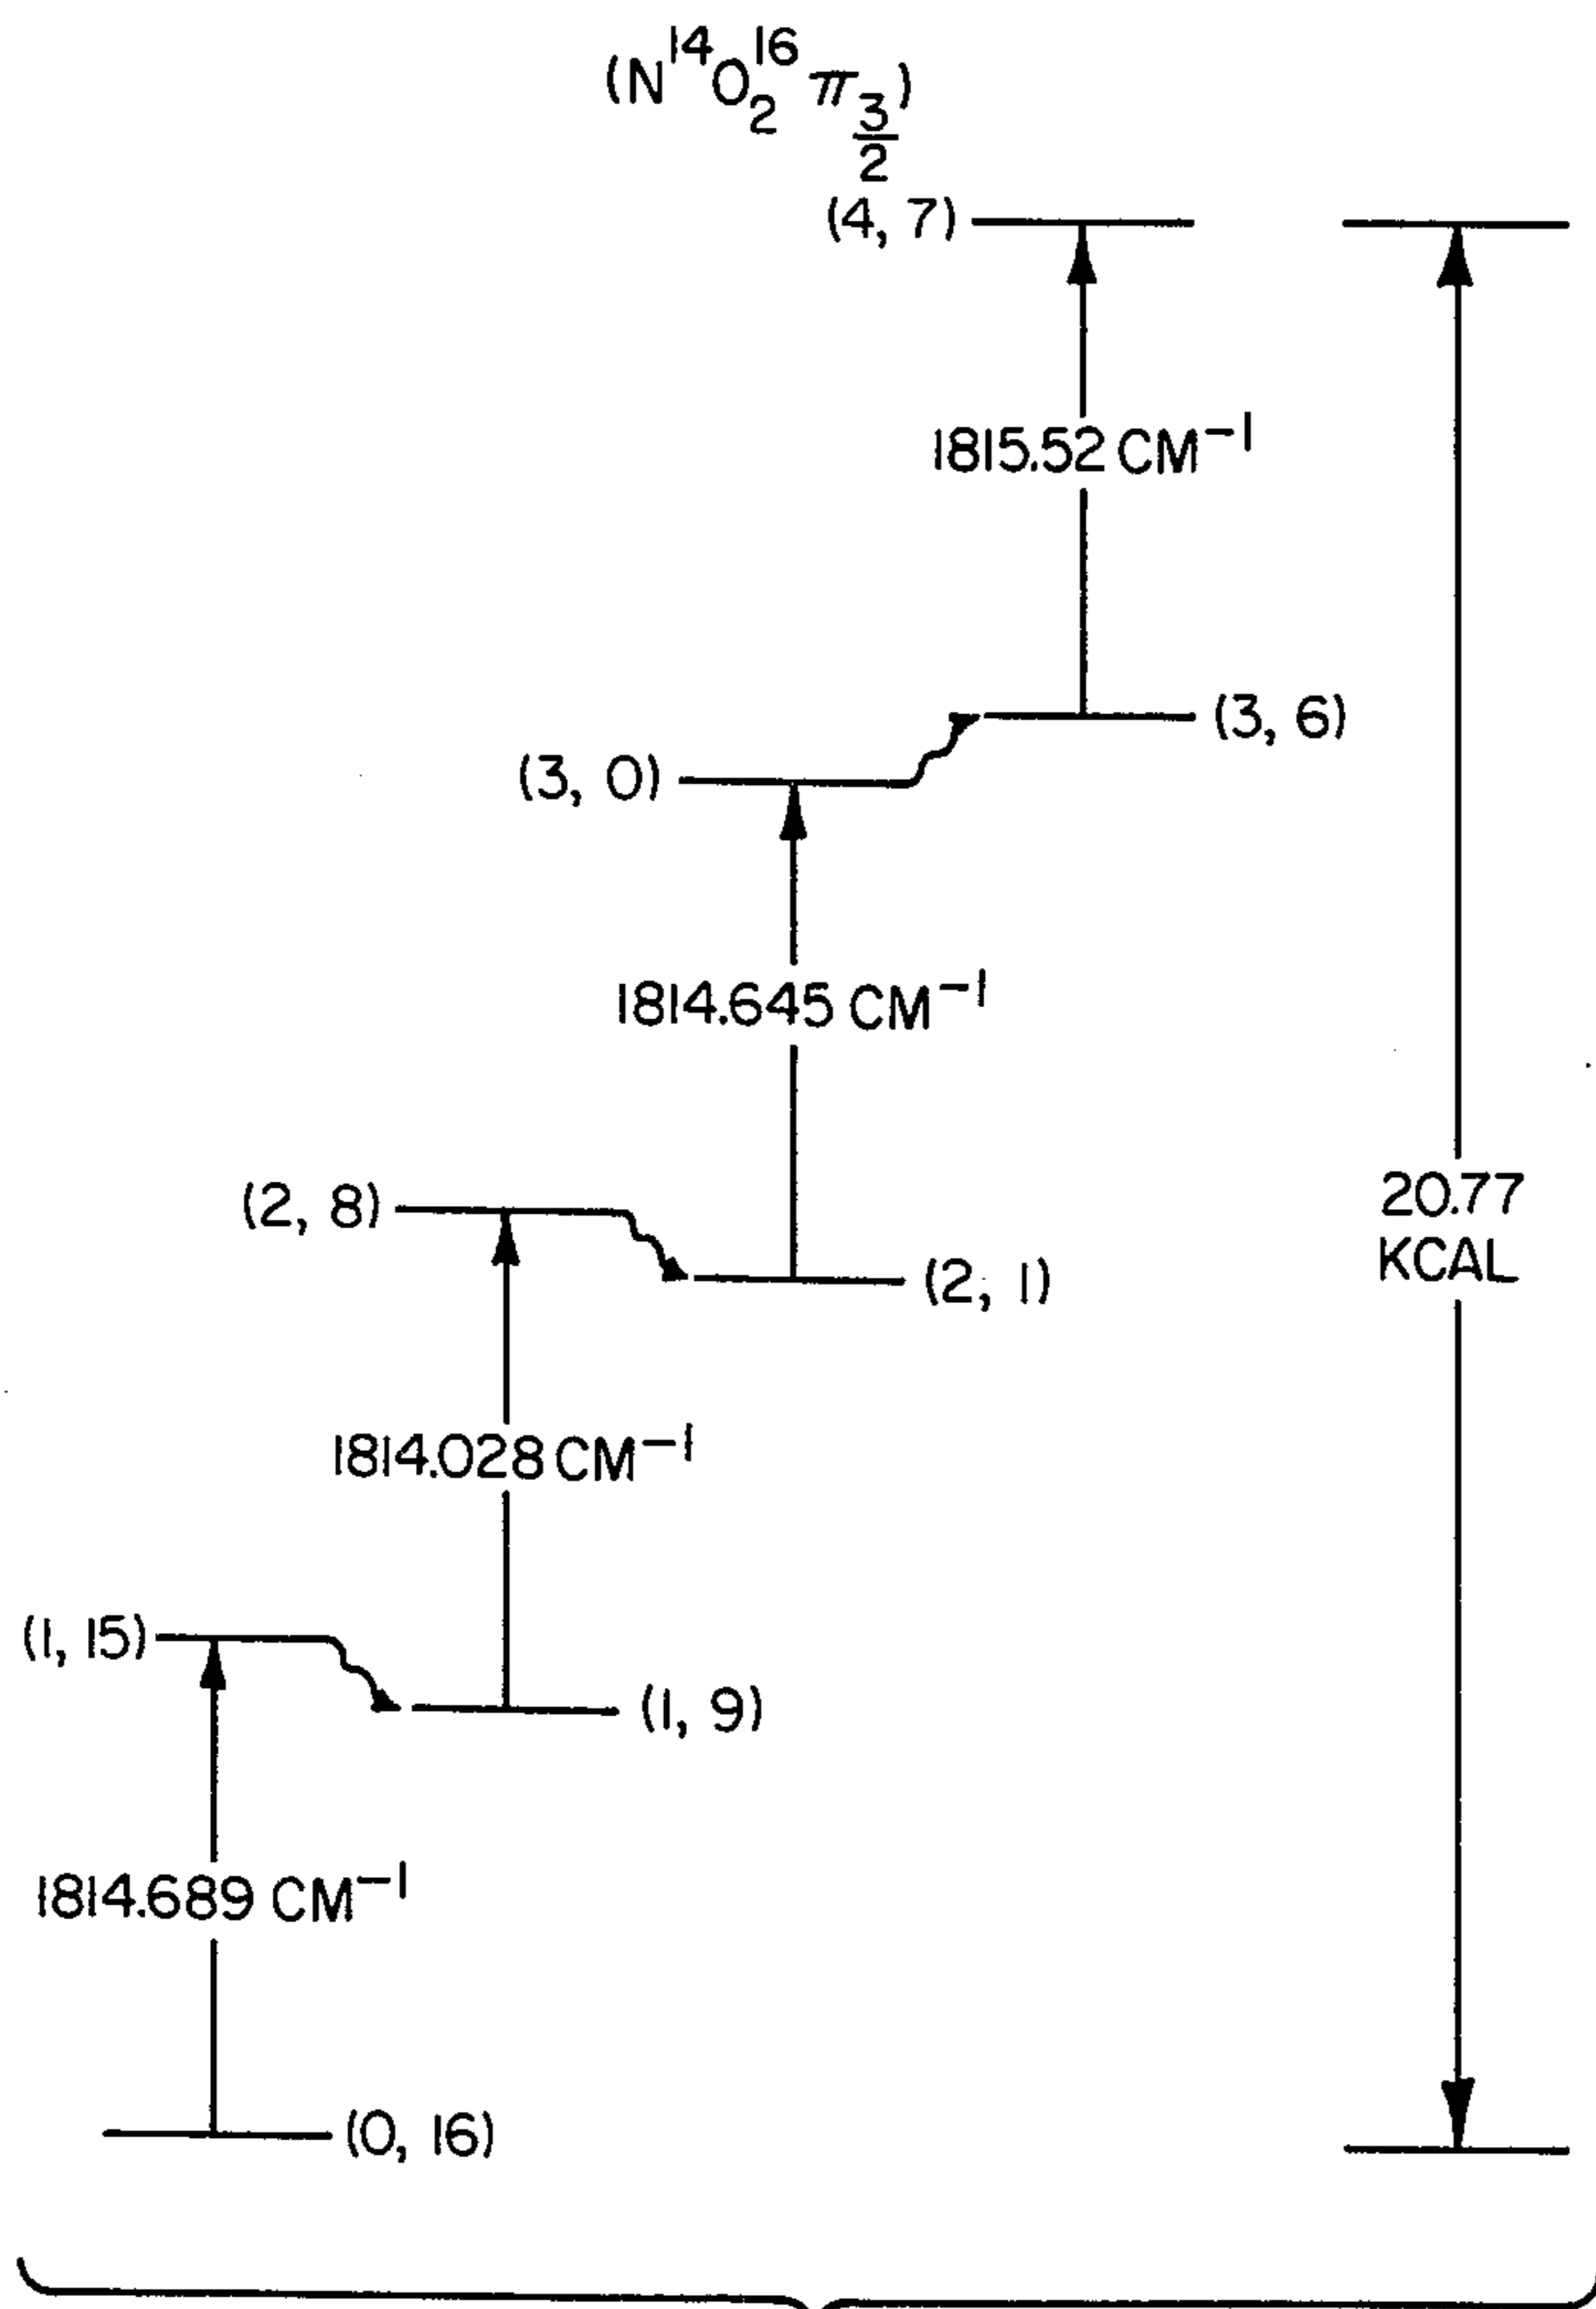 (N¹⁴O₂¹⁶ π₃⁄₂)
(4, 7)
1815.52 CM⁻¹
(3, 6)
(3, 0)
1814.645 CM⁻¹
20.77
KCAL
(2, 8)
(2, 1)
1814.028 CM⁻¹
(1, 15)
(1, 9)
1814.689 CM⁻¹
(0, 16)